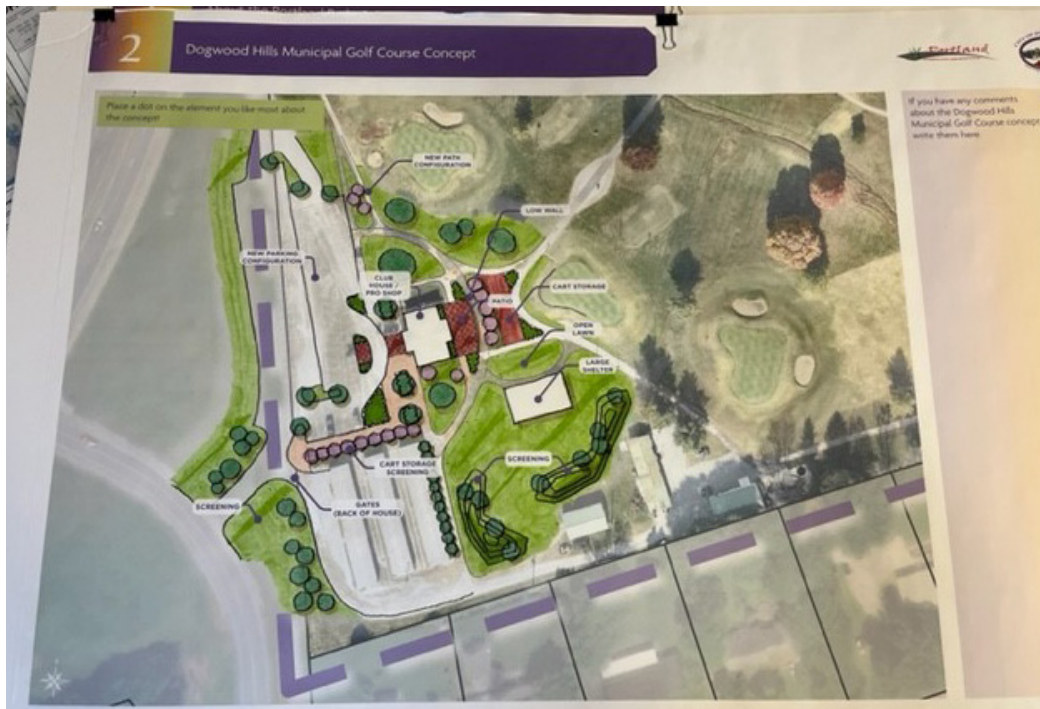 2
Dogwood Hills Municipal Golf Course Concept
Portland
Place a dot on the element you like most about
the concept!
If you have any comments
about the Dogwood Hills
Municipal Golf Course concept
write them here
NEW PATH
CONFIGURATION
LOW WALL
NEW PARKING
CONFIGURATION
CLUB
HOUSE /
PRO SHOP
PATIO
CART STORAGE
OPEN
LAWN
LARGE
SHELTER
SCREENING
CART STORAGE
SCREENING
SCREENING
GATES
(BACK OF HOUSE)